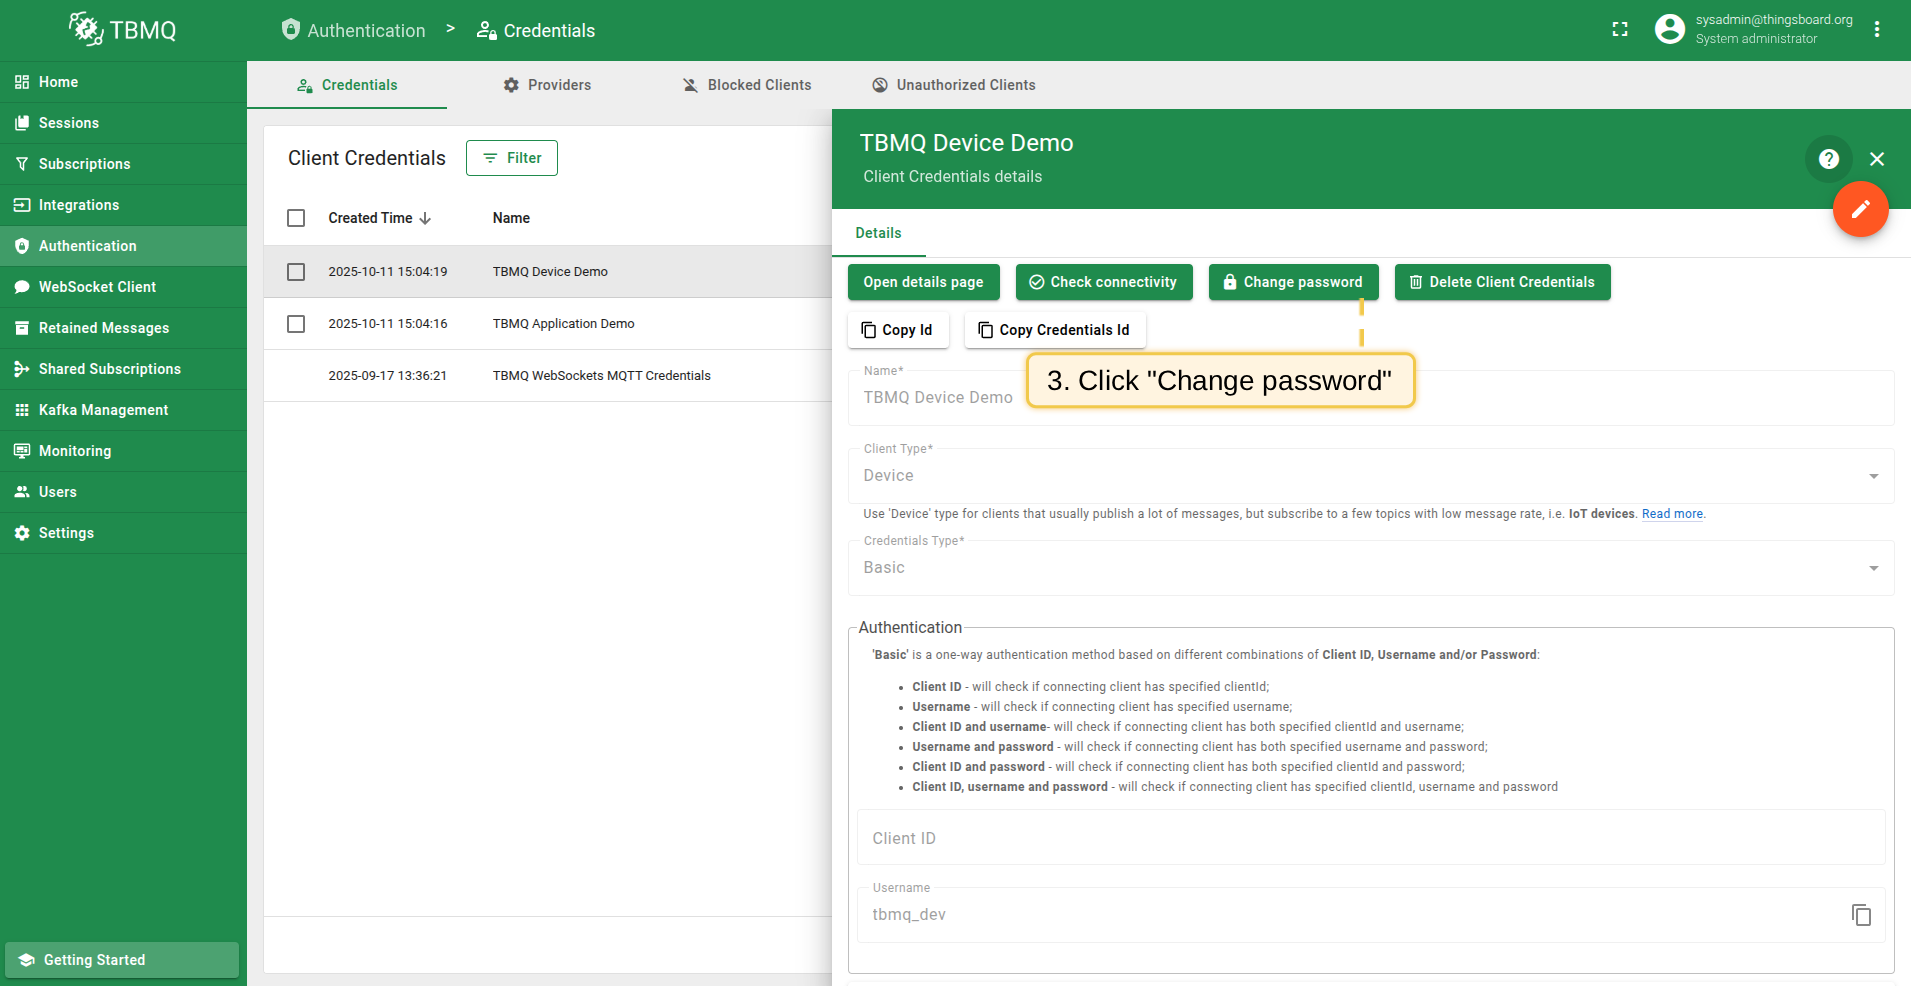 TBMQ
Authentication > Credentials
sysadmin@thingsboard.org
System administrator
Home
Sessions
Subscriptions
Integrations
Authentication
WebSocket Client
Retained Messages
Shared Subscriptions
Kafka Management
Monitoring
Users
Settings
Getting Started
Credentials
Providers
Blocked Clients
Unauthorized Clients
Client Credentials
Filter
Created Time Name
2025-10-11 15:04:19 TBMQ Device Demo
2025-10-11 15:04:16 TBMQ Application Demo
2025-09-17 13:36:21 TBMQ WebSockets MQTT Credentials
TBMQ Device Demo
Client Credentials details
Details
Open details page
Check connectivity
Change password
Delete Client Credentials
Copy Id
Copy Credentials Id
3. Click "Change password"
Name*
TBMQ Device Demo
Client Type*
Device
Use 'Device' type for clients that usually publish a lot of messages, but subscribe to a few topics with low message rate, i.e. IoT devices. Read more.
Credentials Type*
Basic
Authentication
'Basic' is a one-way authentication method based on different combinations of Client ID, Username and/or Password:
• Client ID - will check if connecting client has specified clientId;
• Username - will check if connecting client has specified username;
• Client ID and username- will check if connecting client has both specified clientId and username;
• Username and password - will check if connecting client has both specified username and password;
• Client ID and password - will check if connecting client has both specified clientId and password;
• Client ID, username and password - will check if connecting client has specified clientId, username and password
Client ID
Username
tbmq_dev